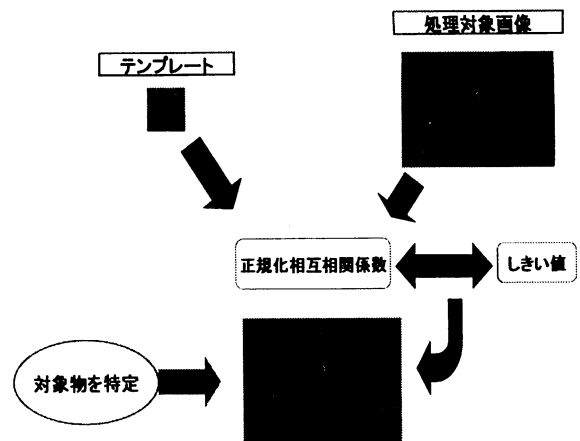 処理対象画像
テンプレート
正規化相互相関係数
しきい値
対象物を特定